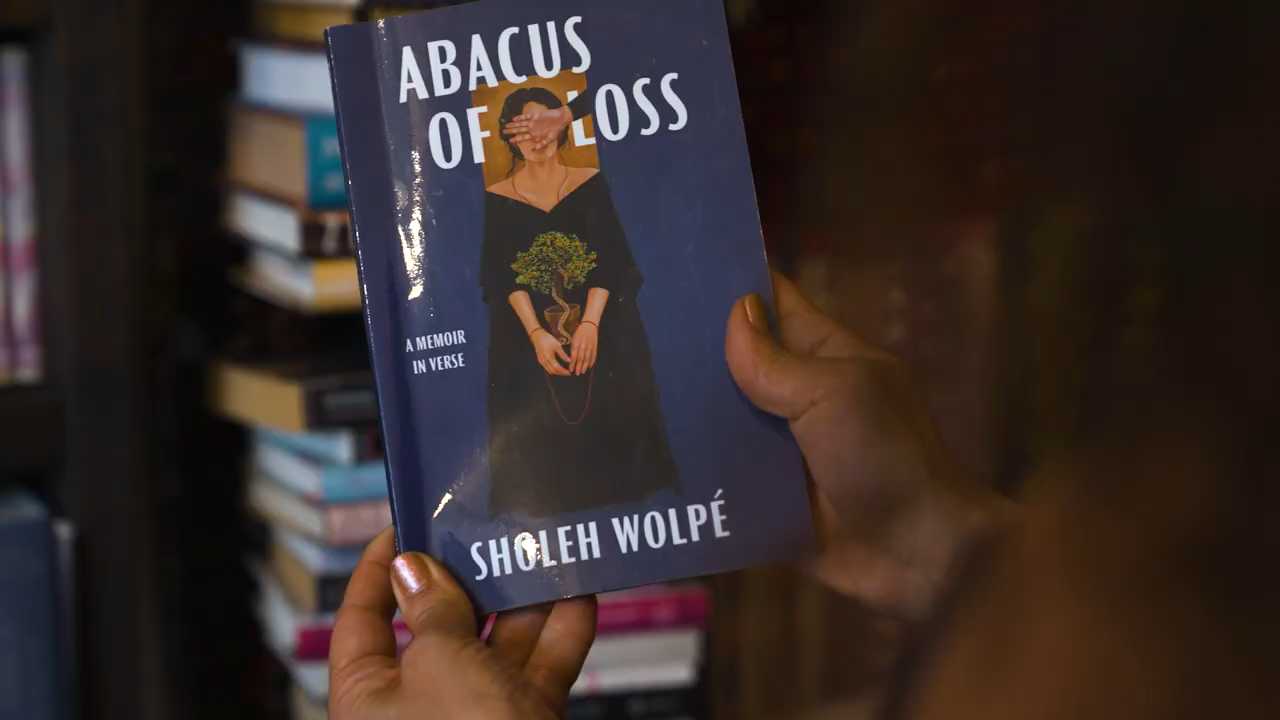 ABACUS
OF LOSS
A MEMOIR
IN VERSE
SHOLEH WOLPÉ